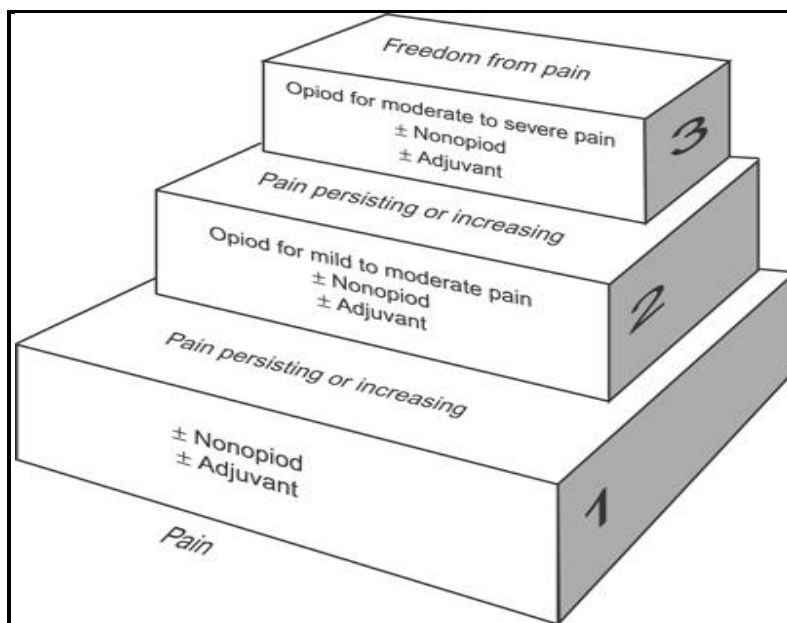 Freedom from pain
Opiod for moderate to severe pain
± Nonopiod
± Adjuvant
3
Pain persisting or increasing
Opiod for mild to moderate pain
± Nonopiod
± Adjuvant
2
Pain persisting or increasing
± Nonopiod
± Adjuvant
1
Pain